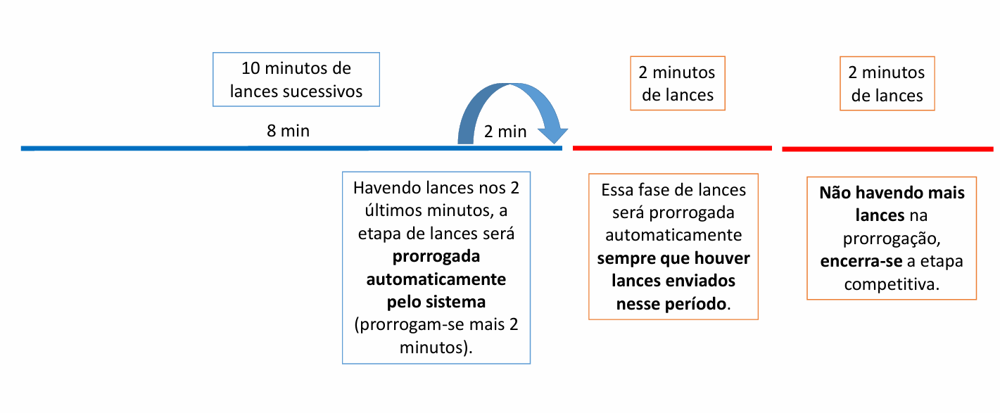 10 minutos de
lances sucessivos
8 min
2 min
Havendo lances nos 2
últimos minutos, a
etapa de lances será
prorrogada
automaticamente
pelo sistema
(prorrogam-se mais 2
minutos).
2 minutos
de lances
Essa fase de lances
será prorrogada
automaticamente
sempre que houver
lances enviados
nesse período.
2 minutos
de lances
Não havendo mais
lances na
prorrogação,
encerra-se a etapa
competitiva.